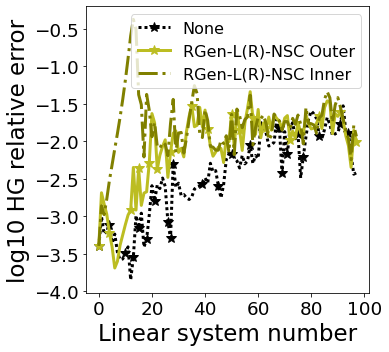 log10 HG relative error
−0.5
−1.0
−1.5
−2.0
−2.5
−3.0
−3.5
−4.0
None
RGen-L(R)-NSC Outer
RGen-L(R)-NSC Inner
0 20 40 60 80 100
Linear system number